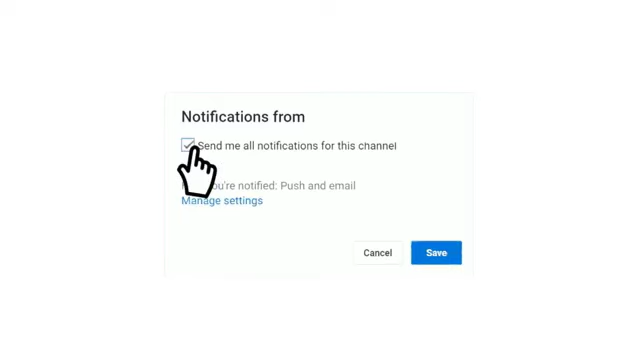 Notifications from
Send me all notifications for this channel
you're notified: Push and email
Manage settings
Cancel
Save